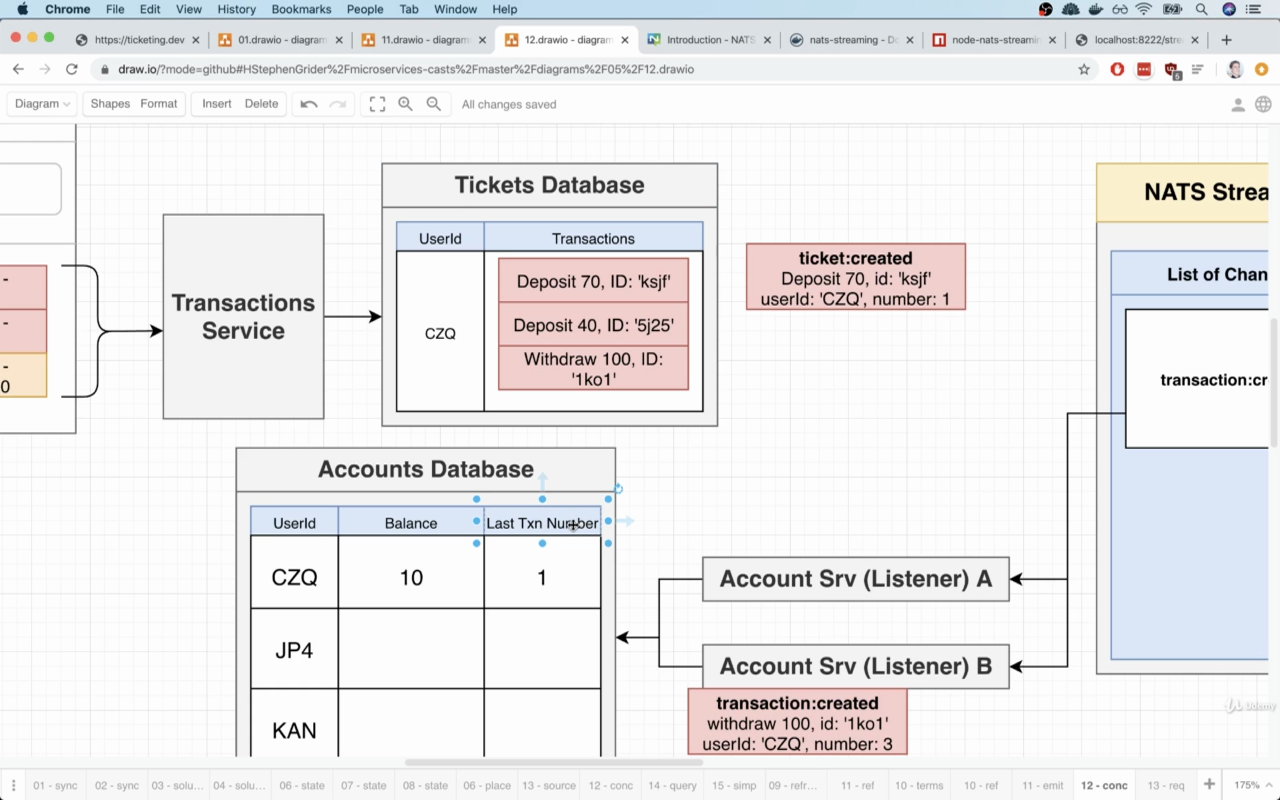 Chrome File Edit View History Bookmarks People Tab Window Help
https://ticketing.dev
01.drawio - diagram
11.drawio - diagram
12.drawio - diagram
Introduction - NATS
nats-streaming - Do
node-nats-streamin
localhost:8222/stre
draw.io/?mode=github#HStephenGrider%2Fmicroservices-casts%2Fmaster%2Fdiagrams%2F05%2F12.drawio
Diagram Shapes Format Insert Delete All changes saved
Tickets Database
UserId Transactions
CZQ
Deposit 70, ID: 'ksjf'
Deposit 40, ID: '5j25'
Withdraw 100, ID:
'1ko1'
Transactions
Service
-
-
-
0
ticket:created
Deposit 70, id: 'ksjf'
userId: 'CZQ', number: 1
NATS Strea
List of Chan
transaction:cr
Accounts Database
UserId Balance Last Txn Number
CZQ 10 1
JP4
KAN
Account Srv (Listener) A
Account Srv (Listener) B
transaction:created
withdraw 100, id: '1ko1'
userId: 'CZQ', number: 3
Udemy
01 - sync 02 - sync 03 - solu... 04 - solu... 06 - state 07 - state 08 - state 06 - place 13 - source 12 - conc 14 - query 15 - simp 09 - refr... 11 - ref 10 - terms 10 - ref 11 - emit 12 - conc 13 - req + 175%